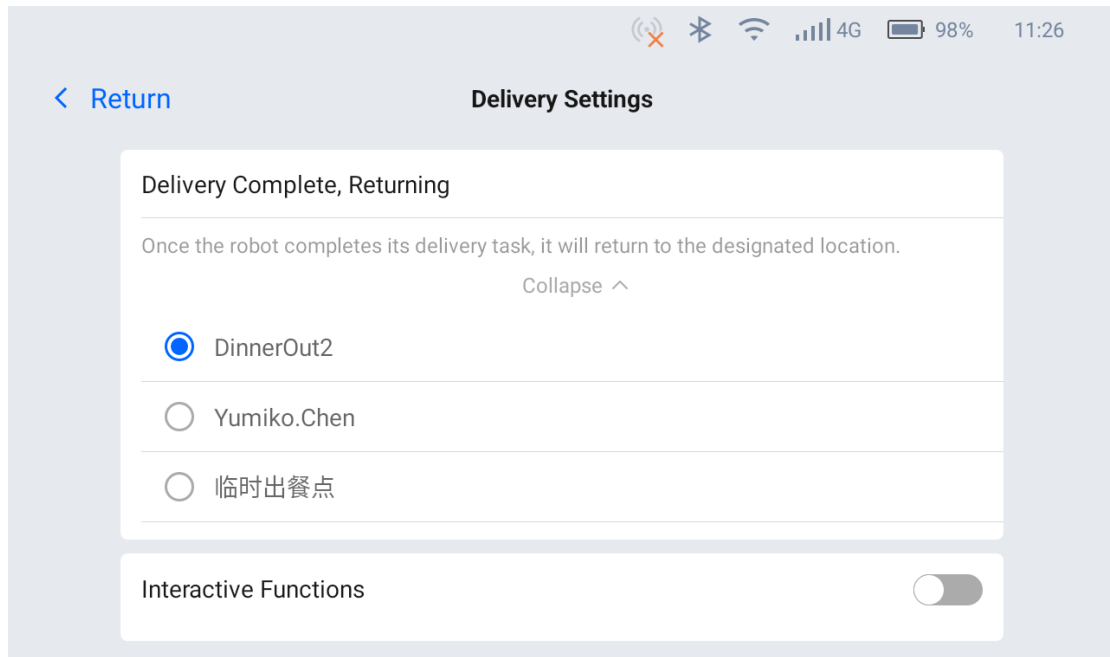 4G 98% 11:26
Return
Delivery Settings
Delivery Complete, Returning
Once the robot completes its delivery task, it will return to the designated location.
Collapse
DinnerOut2
Yumiko.Chen
临时出餐点
Interactive Functions